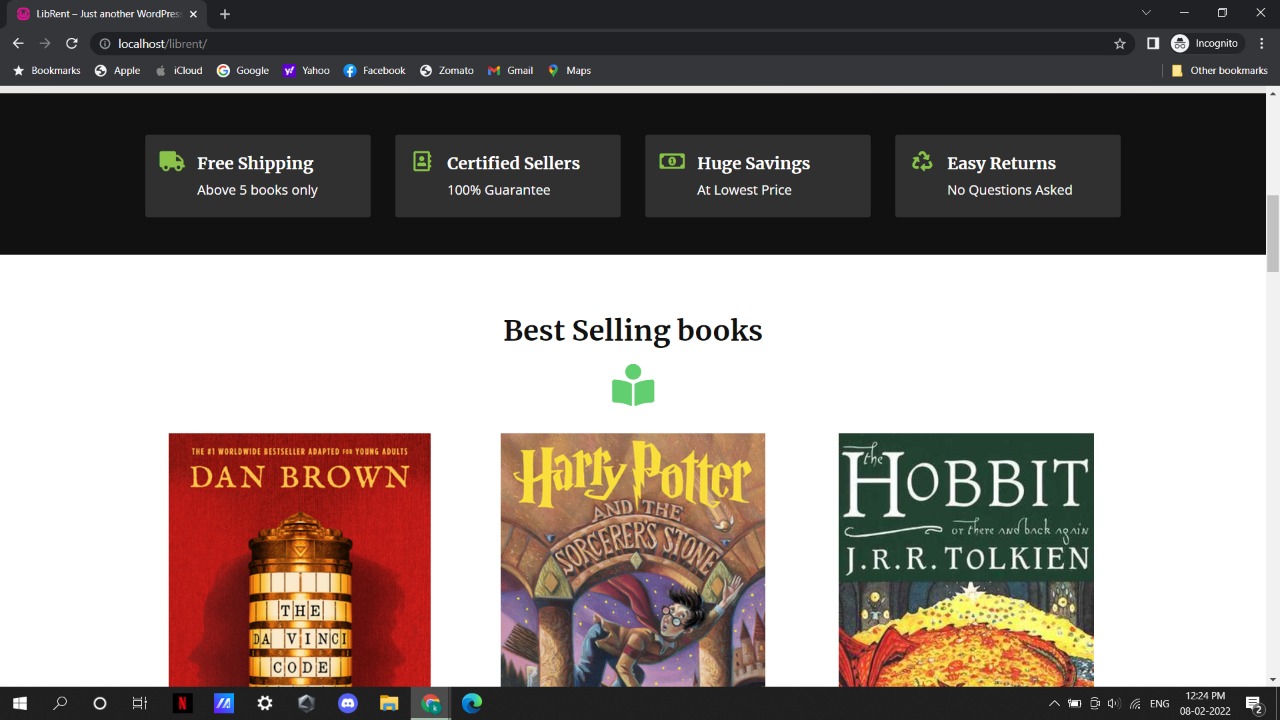 LibRent – Just another WordPres
localhost/librent/
Incognito
Bookmarks
Apple
iCloud
Google
Yahoo
Facebook
Zomato
Gmail
Maps
Other bookmarks
Free Shipping
Above 5 books only
Certified Sellers
100% Guarantee
Huge Savings
At Lowest Price
Easy Returns
No Questions Asked
Best Selling books
THE #1 WORLDWIDE BESTSELLER ADAPTED FOR YOUNG ADULTS
DAN BROWN
THE
DA VINCI
CODE
Harry Potter
AND THE
SORCERER'S STONE
the
HOBBIT
or there and back again
J.R.R. TOLKIEN
ENG
12:24 PM
08-02-2022
2